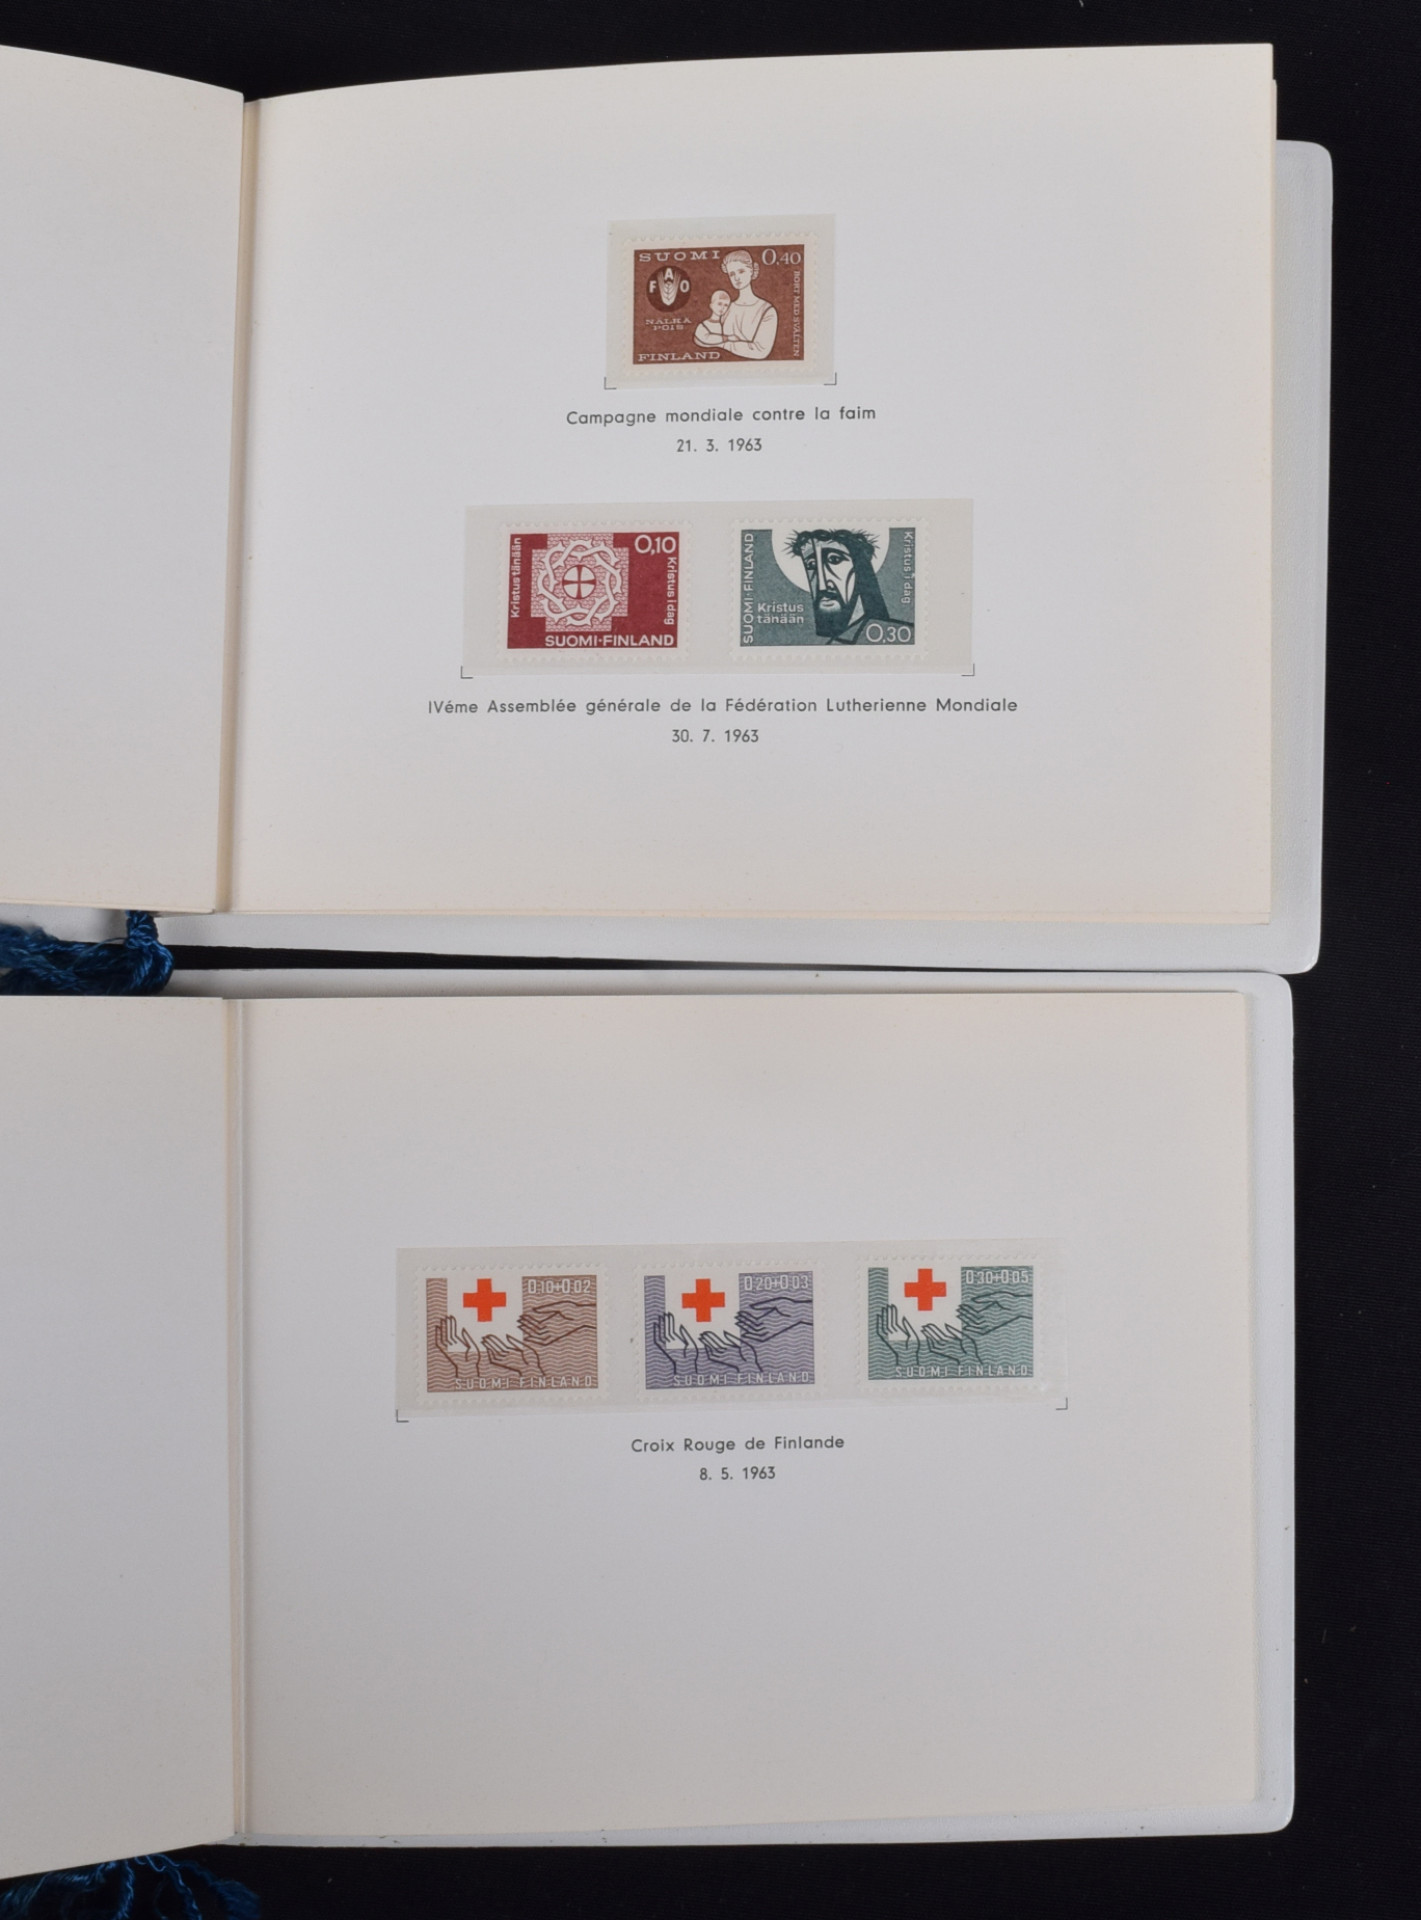 SUOMI 0,40
FAO
NÄLKÄ
POIS
BORT MED SVÄLTEN
FINLAND
Campagne mondiale contre la faim
21. 3. 1963
Kristus tänään
0,10
Kristus i dag
SUOMI·FINLAND
SUOMI·FINLAND
Kristus
tänään
Kristus i dag
0,30
IVéme Assemblée générale de la Fédération Lutherienne Mondiale
30. 7. 1963
0,10+0,02
SUOMI FINLAND
0,20+0,03
SUOMI FINLAND
0,30+0,05
SUOMI FINLAND
Croix Rouge de Finlande
8. 5. 1963